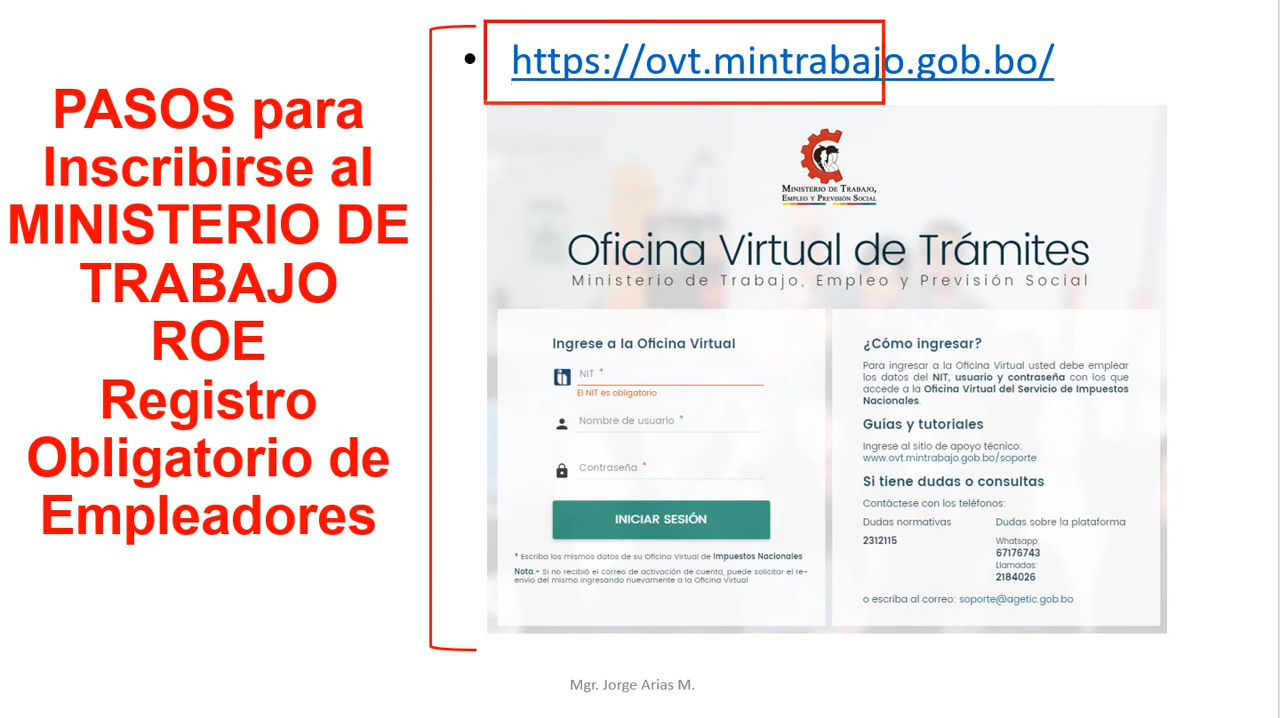 PASOS para
Inscribirse al
MINISTERIO DE
TRABAJO
ROE
Registro
Obligatorio de
Empleadores
• https://ovt.mintrabajo.gob.bo/
MINISTERIO DE TRABAJO,
EMPLEO Y PREVISIÓN SOCIAL
Oficina Virtual de Trámites
Ministerio de Trabajo, Empleo y Previsión Social
Ingrese a la Oficina Virtual
NIT *
El NIT es obligatorio
Nombre de usuario *
Contraseña *
INICIAR SESIÓN
* Escriba los mismos datos de su Oficina Virtual de Impuestos Nacionales
Nota.- Si no recibió el correo de activación de cuenta, puede solicitar el re-
envío del mismo ingresando nuevamente a la Oficina Virtual
¿Cómo ingresar?
Para ingresar a la Oficina Virtual usted debe emplear
los datos del NIT, usuario y contraseña con los que
accede a la Oficina Virtual del Servicio de Impuestos
Nacionales.
Guías y tutoriales
Ingrese al sitio de apoyo técnico:
www.ovt.mintrabajo.gob.bo/soporte
Si tiene dudas o consultas
Contáctese con los teléfonos:
Dudas normativas
2312115
Dudas sobre la plataforma
Whatsapp:
67176743
Llamadas:
2184026
o escriba al correo: soporte@agetic.gob.bo
Mgr. Jorge Arias M.